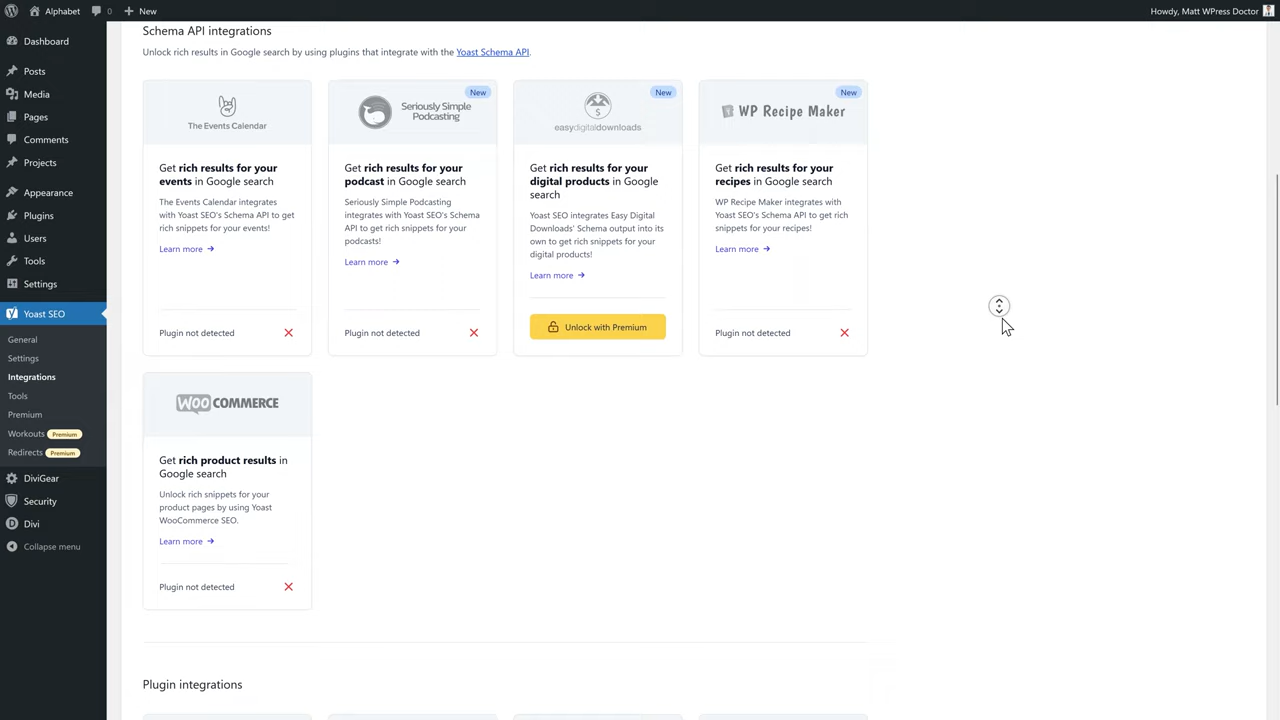 Alphabet
0
New
Howdy, Matt WPress Doctor
Dashboard
Posts
Media
Pages
Comments
Projects
Appearance
Plugins
Users
Tools
Settings
Yoast SEO
General
Settings
Integrations
Tools
Premium
Workouts Premium
Redirects Premium
DiviGear
Security
Divi
Collapse menu
Schema API integrations
Unlock rich results in Google search by using plugins that integrate with the Yoast Schema API.
The Events Calendar
Get rich results for your
events in Google search
The Events Calendar integrates
with Yoast SEO's Schema API to get
rich snippets for your events!
Learn more
Plugin not detected
New
Seriously Simple
Podcasting
Get rich results for your
podcast in Google search
Seriously Simple Podcasting
integrates with Yoast SEO's Schema
API to get rich snippets for your
podcasts!
Learn more
Plugin not detected
New
easydigitaldownloads
Get rich results for your
digital products in Google
search
Yoast SEO integrates Easy Digital
Downloads' Schema output into its
own to get rich snippets for your
digital products!
Learn more
Unlock with Premium
New
WP Recipe Maker
Get rich results for your
recipes in Google search
WP Recipe Maker integrates with
Yoast SEO's Schema API to get rich
snippets for your recipes!
Learn more
Plugin not detected
WOO COMMERCE
Get rich product results in
Google search
Unlock rich snippets for your
product pages by using Yoast
WooCommerce SEO.
Learn more
Plugin not detected
Plugin integrations